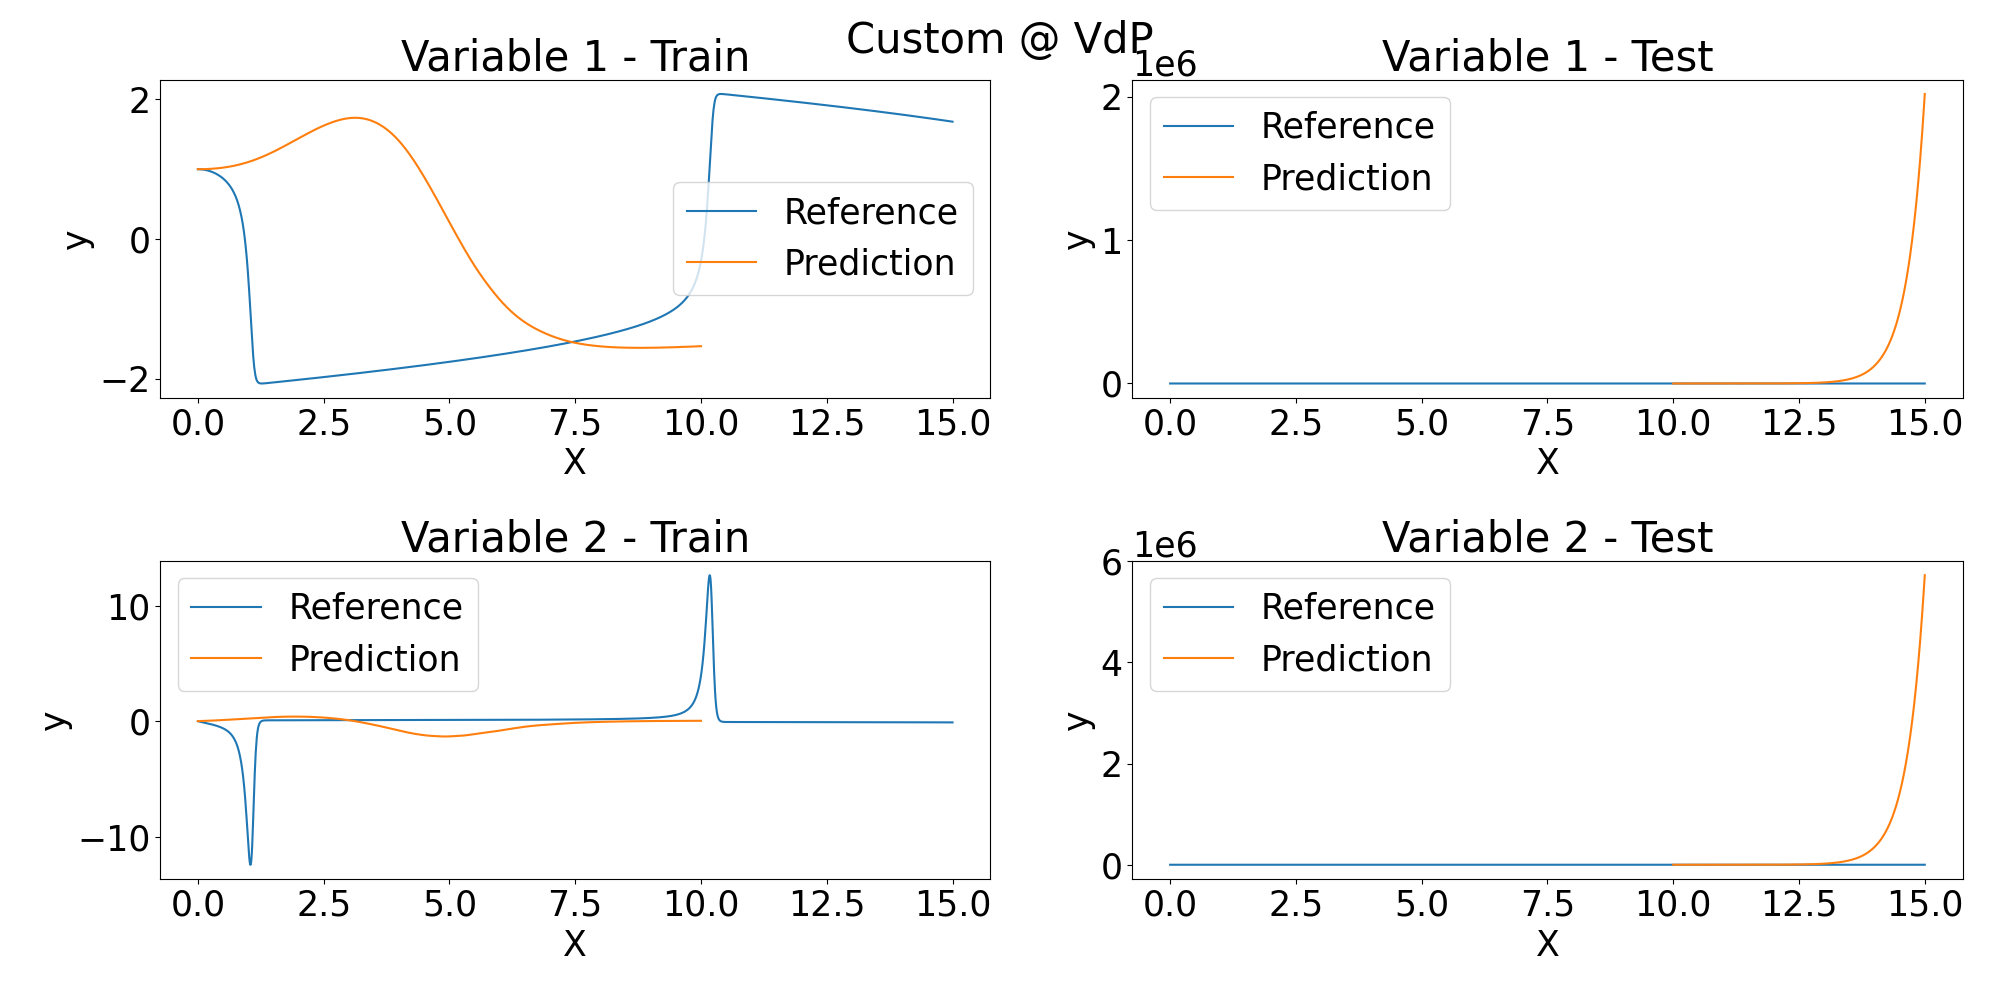 Custom @ VdP
Variable 1 - Train
2
0
−2
y
0.0 2.5 5.0 7.5 10.0 12.5 15.0
X
Reference
Prediction
Variable 1 - Test
1e6
2
1
0
y
0.0 2.5 5.0 7.5 10.0 12.5 15.0
X
Reference
Prediction
Variable 2 - Train
10
0
−10
y
0.0 2.5 5.0 7.5 10.0 12.5 15.0
X
Reference
Prediction
Variable 2 - Test
1e6
6
4
2
0
y
0.0 2.5 5.0 7.5 10.0 12.5 15.0
X
Reference
Prediction